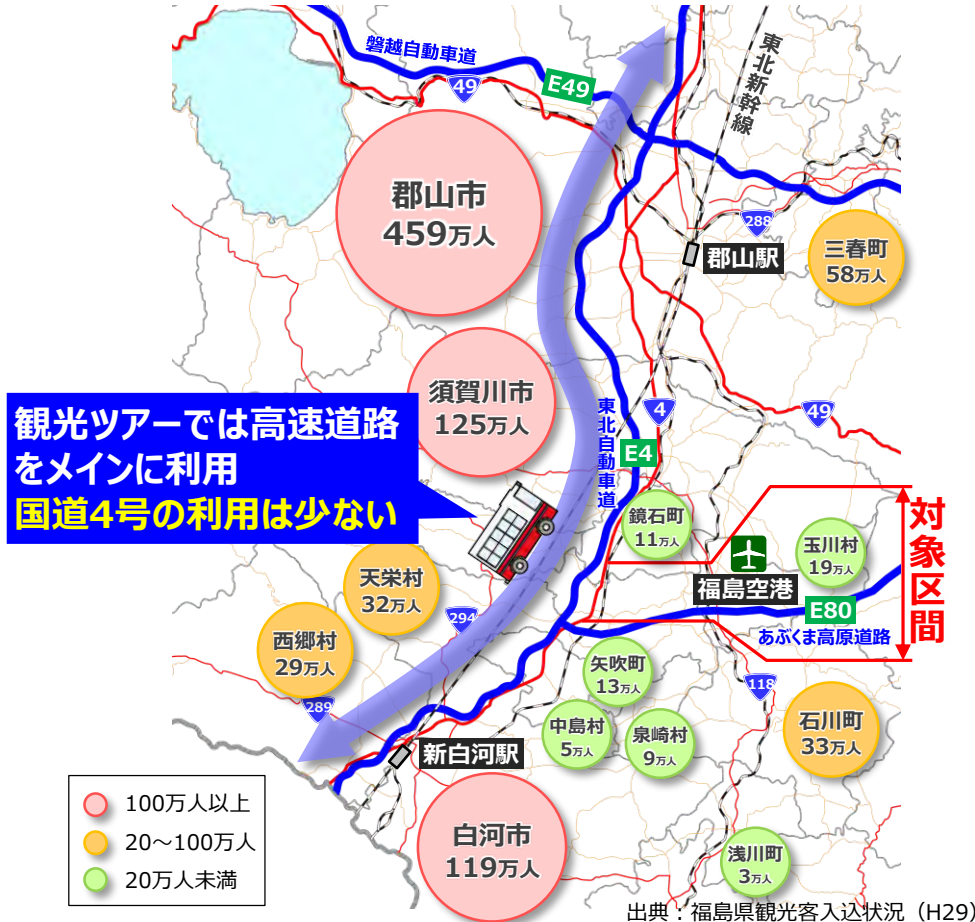 磐越自動車道
49
E49
東北新幹線
郡山市
459万人
288
郡山駅
三春町
58万人
須賀川市
125万人
東北自動車道
4
49
E4
観光ツアーでは高速道路
をメインに利用
国道4号の利用は少ない
鏡石町
11万人
対象区間
玉川村
19万人
福島空港
天栄村
32万人
E80
294
あぶくま高原道路
西郷村
29万人
矢吹町
13万人
118
289
中島村
5万人
泉崎村
9万人
石川町
33万人
新白河駅
100万人以上
20～100万人
20万人未満
白河市
119万人
浅川町
3万人
出典：福島県観光客入込状況（H29）